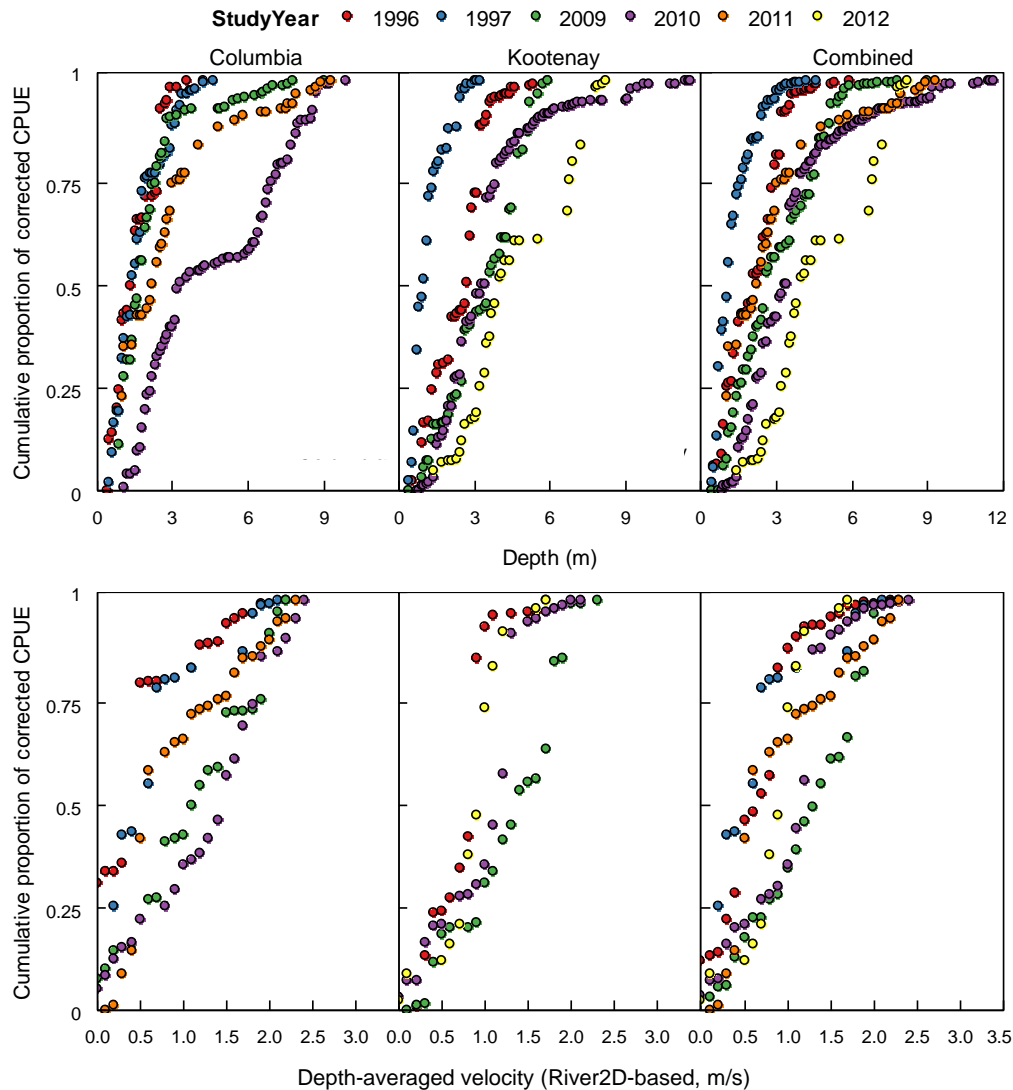 StudyYear 1996 1997 2009 2010 2011 2012
Columbia Kootenay Combined
Cumulative proportion of corrected CPUE
1
0.75
0.5
0.25
0
0 3 6 9 0 3 6 9 0 3 6 9 12
Depth (m)
Cumulative proportion of corrected CPUE
1
0.75
0.5
0.25
0
0.0 0.5 1.0 1.5 2.0 2.5 3.0 0.0 0.5 1.0 1.5 2.0 2.5 3.0 0.0 0.5 1.0 1.5 2.0 2.5 3.0 3.5
Depth-averaged velocity (River2D-based, m/s)